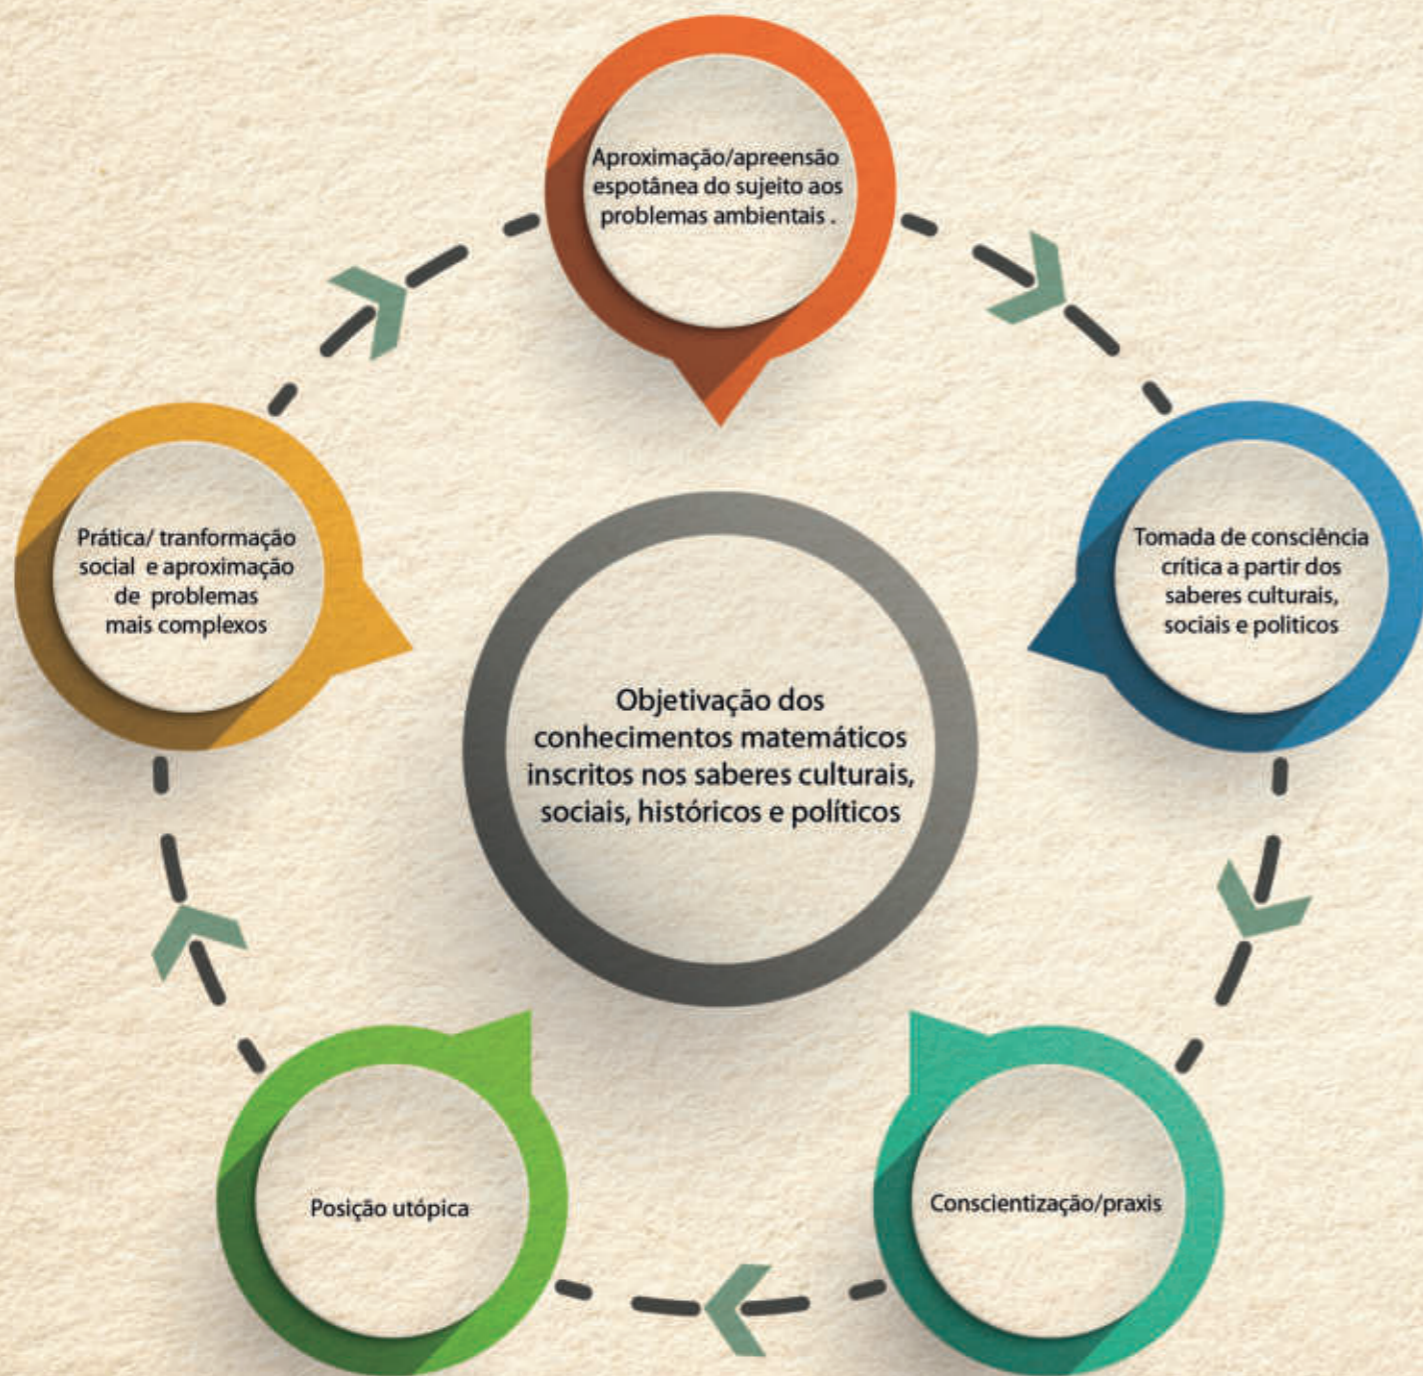 Aproximação/apreensão
espotânea do sujeito aos
problemas ambientais .
Tomada de consciência
crítica a partir dos
saberes culturais,
sociais e politicos
Conscientização/praxis
Posição utópica
Prática/ tranformação
social e aproximação
de problemas
mais complexos
Objetivação dos
conhecimentos matemáticos
inscritos nos saberes culturais,
sociais, históricos e políticos